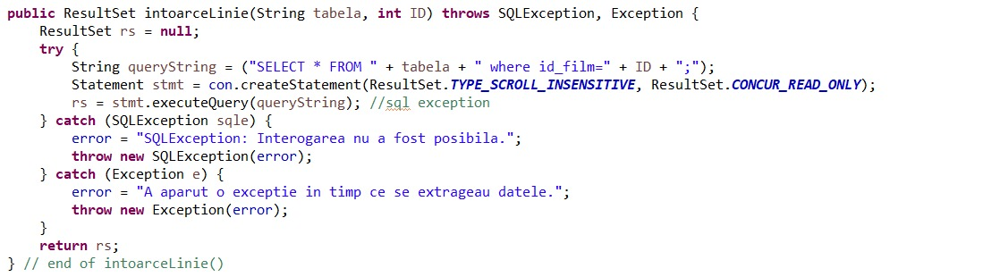 public ResultSet intoarceLinie(String tabela, int ID) throws SQLException, Exception {
    ResultSet rs = null;
    try {
        String queryString = ("SELECT * FROM " + tabela + " where id_film=" + ID + ";");
        Statement stmt = con.createStatement(ResultSet.TYPE_SCROLL_INSENSITIVE, ResultSet.CONCUR_READ_ONLY);
        rs = stmt.executeQuery(queryString); //sql exception
    } catch (SQLException sqle) {
        error = "SQLException: Interogarea nu a fost posibila.";
        throw new SQLException(error);
    } catch (Exception e) {
        error = "A aparut o exceptie in timp ce se extrageau datele.";
        throw new Exception(error);
    }
    return rs;
} // end of intoarceLinie()